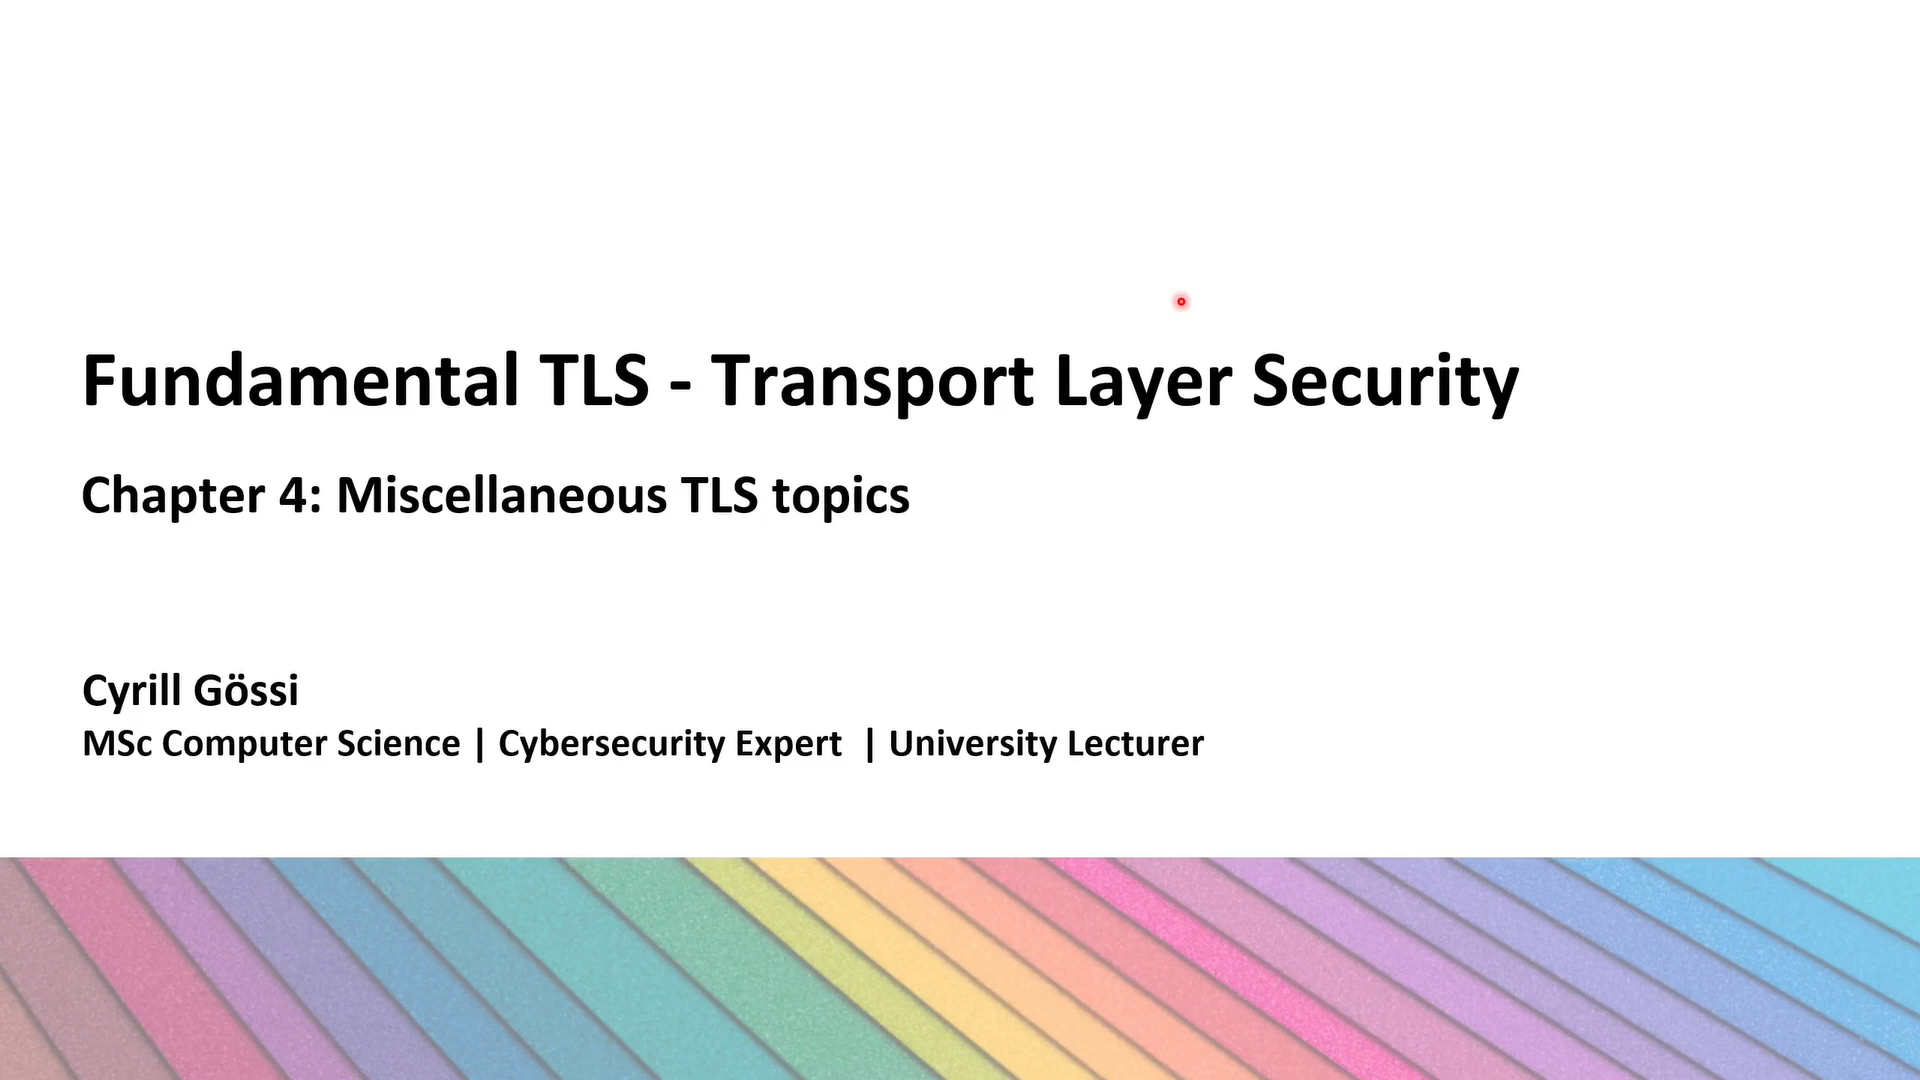 Fundamental TLS - Transport Layer Security
Chapter 4: Miscellaneous TLS topics
Cyrill Gössi
MSc Computer Science | Cybersecurity Expert | University Lecturer